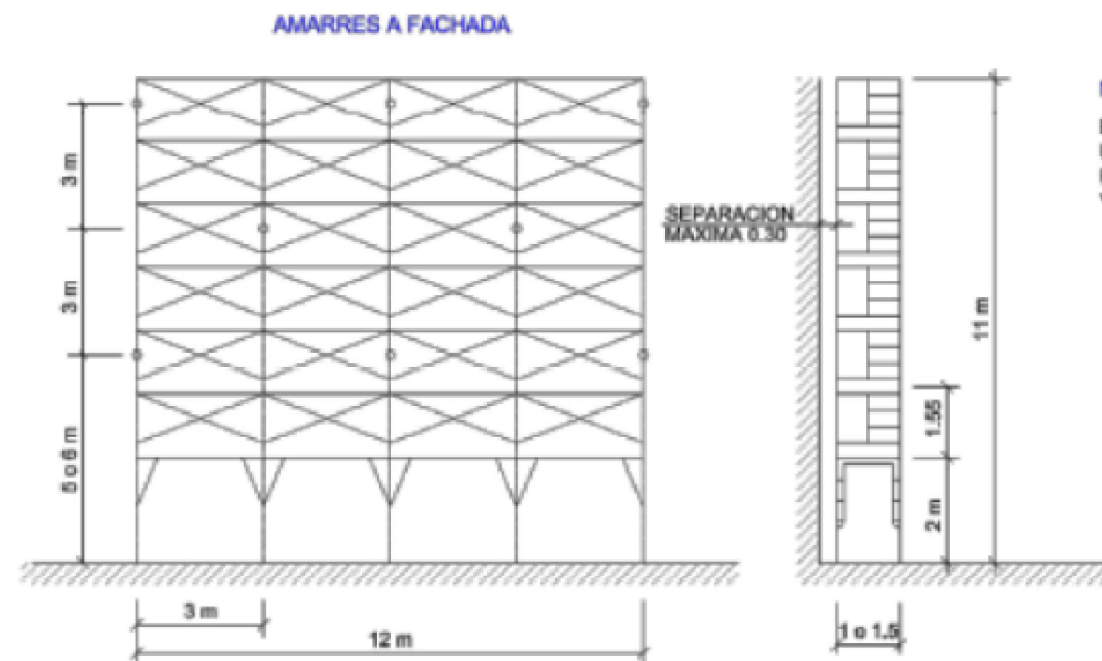 AMARRES A FACHADA
3 m
3 m
5 o 6 m
3 m
12 m
SEPARACION
MAXIMA 0.30
11 m
1.55
2 m
1 o 1.5